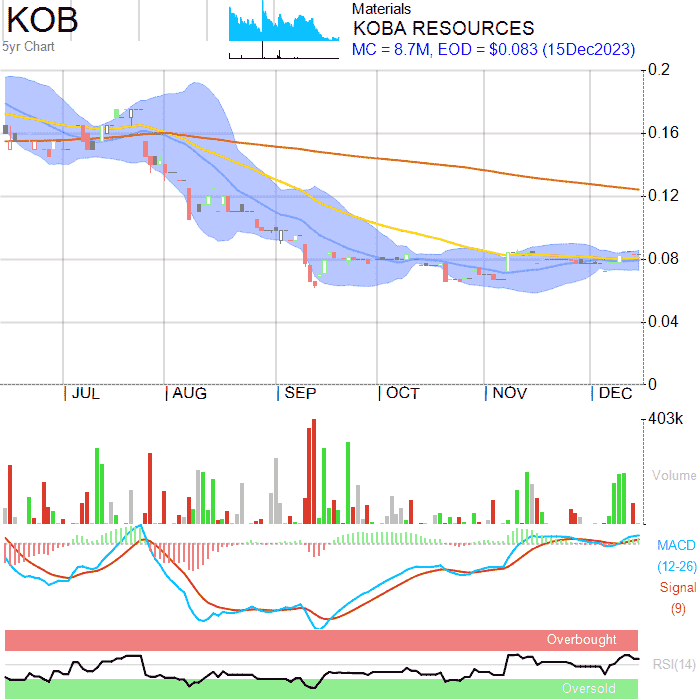 KOB
5yr Chart
Materials
KOBA RESOURCES
MC = 8.7M, EOD = $0.083 (15Dec2023)
0.2
0.16
0.12
0.08
0.04
0
JUL AUG SEP OCT NOV DEC
403k
Volume
MACD
(12-26)
Signal
(9)
Overbought
RSI(14)
Oversold